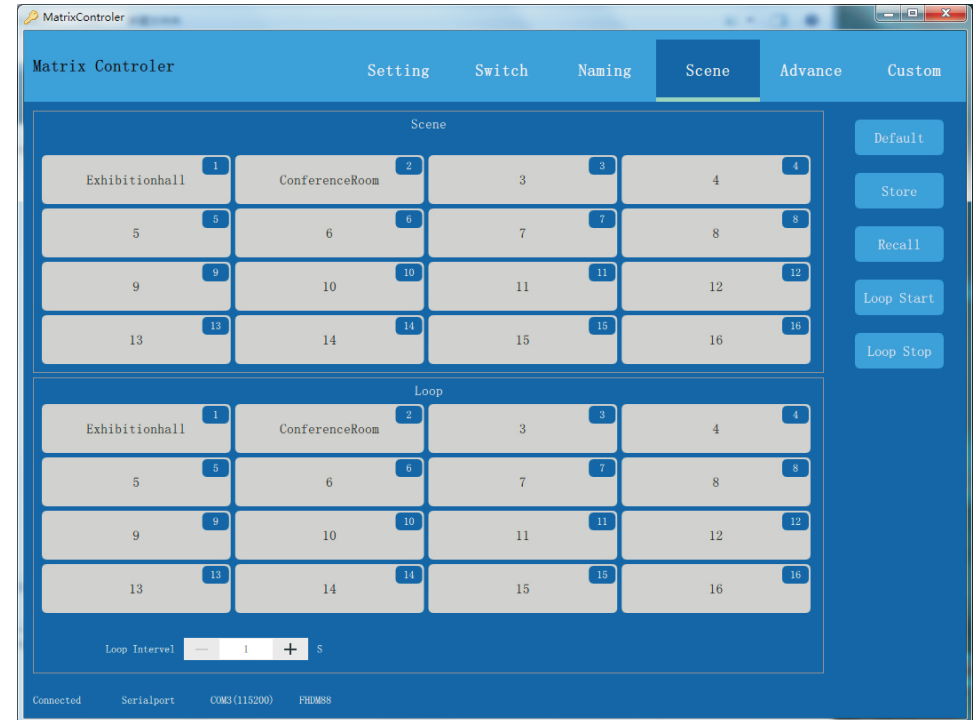 MatrixControler
Matrix Controler Setting Switch Naming Scene Advance Custom
Scene
1 2 3 4
Exhibitionhall ConferenceRoom 3 4
5 6 7 8
5 6 7 8
9 10 11 12
9 10 11 12
13 14 15 16
13 14 15 16
Default
Store
Recall
Loop Start
Loop Stop
Loop
1 2 3 4
Exhibitionhall ConferenceRoom 3 4
5 6 7 8
5 6 7 8
9 10 11 12
9 10 11 12
13 14 15 16
13 14 15 16
Loop Intervel — 1 + S
Connected Serialport COM3(115200) FHDM88